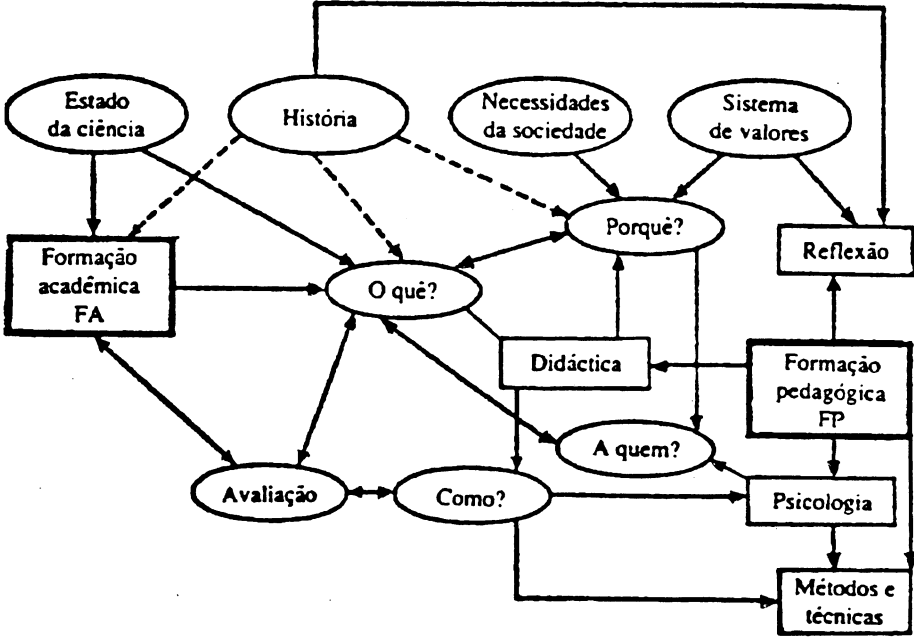 Estado
da ciência
História
Necessidades
da sociedade
Sistema
de valores
Porquê?
Reflexão
Formação
acadêmica
FA
O quê?
Didáctica
Formação
pedagógica
FP
A quem?
Avaliação
Como?
Psicologia
Métodos e
técnicas